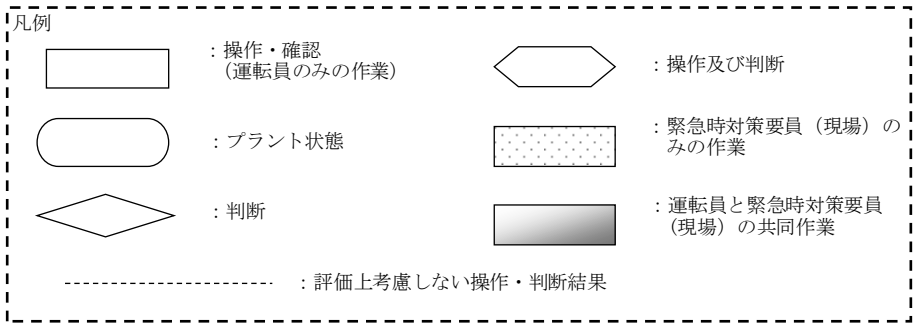 凡例
：操作・確認
（運転員のみの作業）
：操作及び判断
：プラント状態
：緊急時対策要員（現場）の
みの作業
：判断
：運転員と緊急時対策要員
（現場）の共同作業
：評価上考慮しない操作・判断結果